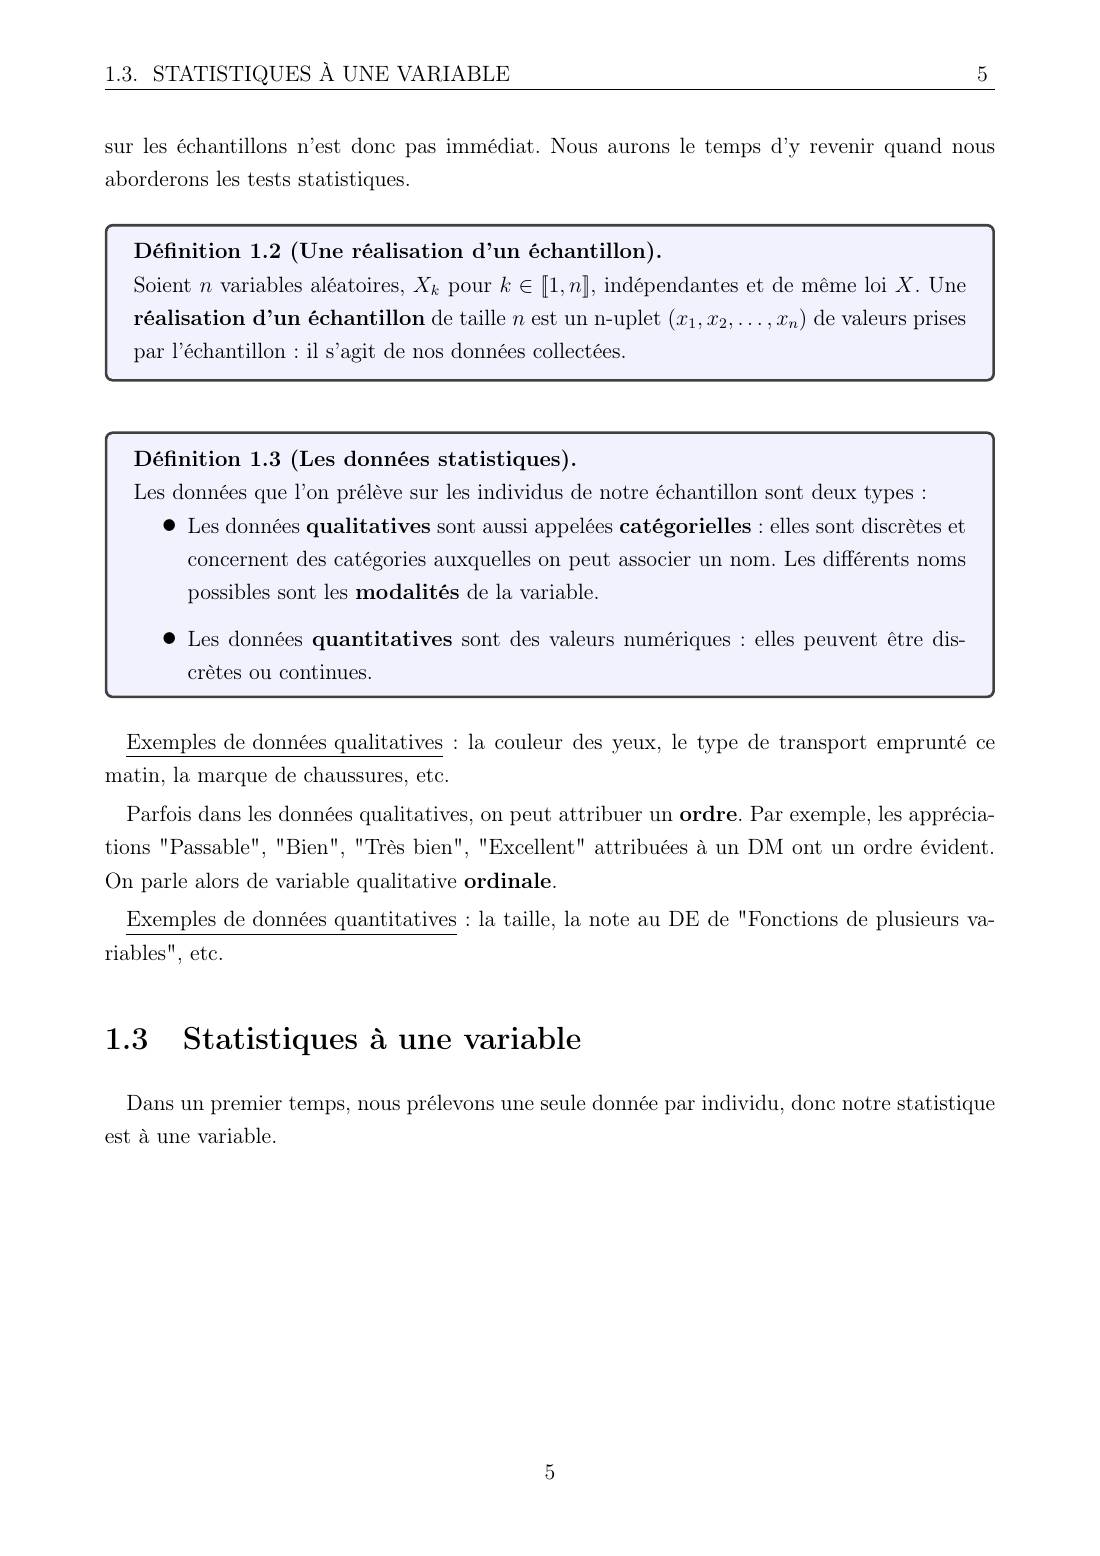 1.3. STATISTIQUES À UNE VARIABLE 5
sur les échantillons n'est donc pas immédiat. Nous aurons le temps d'y revenir quand nous
aborderons les tests statistiques.
Définition 1.2 (Une réalisation d'un échantillon).
Soient n variables aléatoires, Xₖ pour k ∈ ⟦1, n⟧, indépendantes et de même loi X. Une
réalisation d'un échantillon de taille n est un n-uplet (x₁, x₂, . . . , xₙ) de valeurs prises
par l'échantillon : il s'agit de nos données collectées.
Définition 1.3 (Les données statistiques).
Les données que l'on prélève sur les individus de notre échantillon sont deux types :
● Les données qualitatives sont aussi appelées catégorielles : elles sont discrètes et
concernent des catégories auxquelles on peut associer un nom. Les différents noms
possibles sont les modalités de la variable.
● Les données quantitatives sont des valeurs numériques : elles peuvent être dis-
crètes ou continues.
Exemples de données qualitatives : la couleur des yeux, le type de transport emprunté ce
matin, la marque de chaussures, etc.
Parfois dans les données qualitatives, on peut attribuer un ordre. Par exemple, les apprécia-
tions "Passable", "Bien", "Très bien", "Excellent" attribuées à un DM ont un ordre évident.
On parle alors de variable qualitative ordinale.
Exemples de données quantitatives : la taille, la note au DE de "Fonctions de plusieurs va-
riables", etc.
1.3 Statistiques à une variable
Dans un premier temps, nous prélevons une seule donnée par individu, donc notre statistique
est à une variable.
5